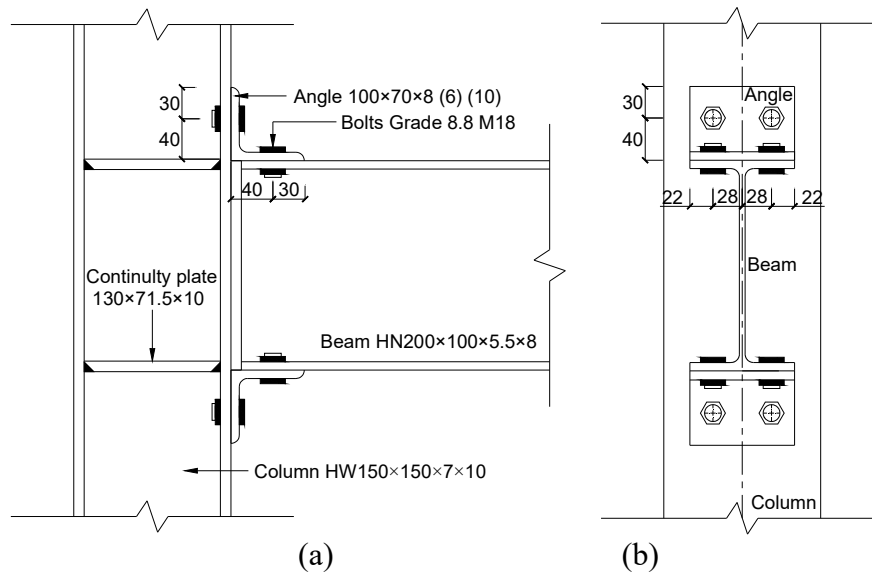 30
40
Angle 100×70×8 (6) (10)
Bolts Grade 8.8 M18
40 30
Continulty plate
130×71.5×10
Beam HN200×100×5.5×8
Column HW150×150×7×10
(a)
30
40
Angle
22 28 28 22
Beam
Column
(b)